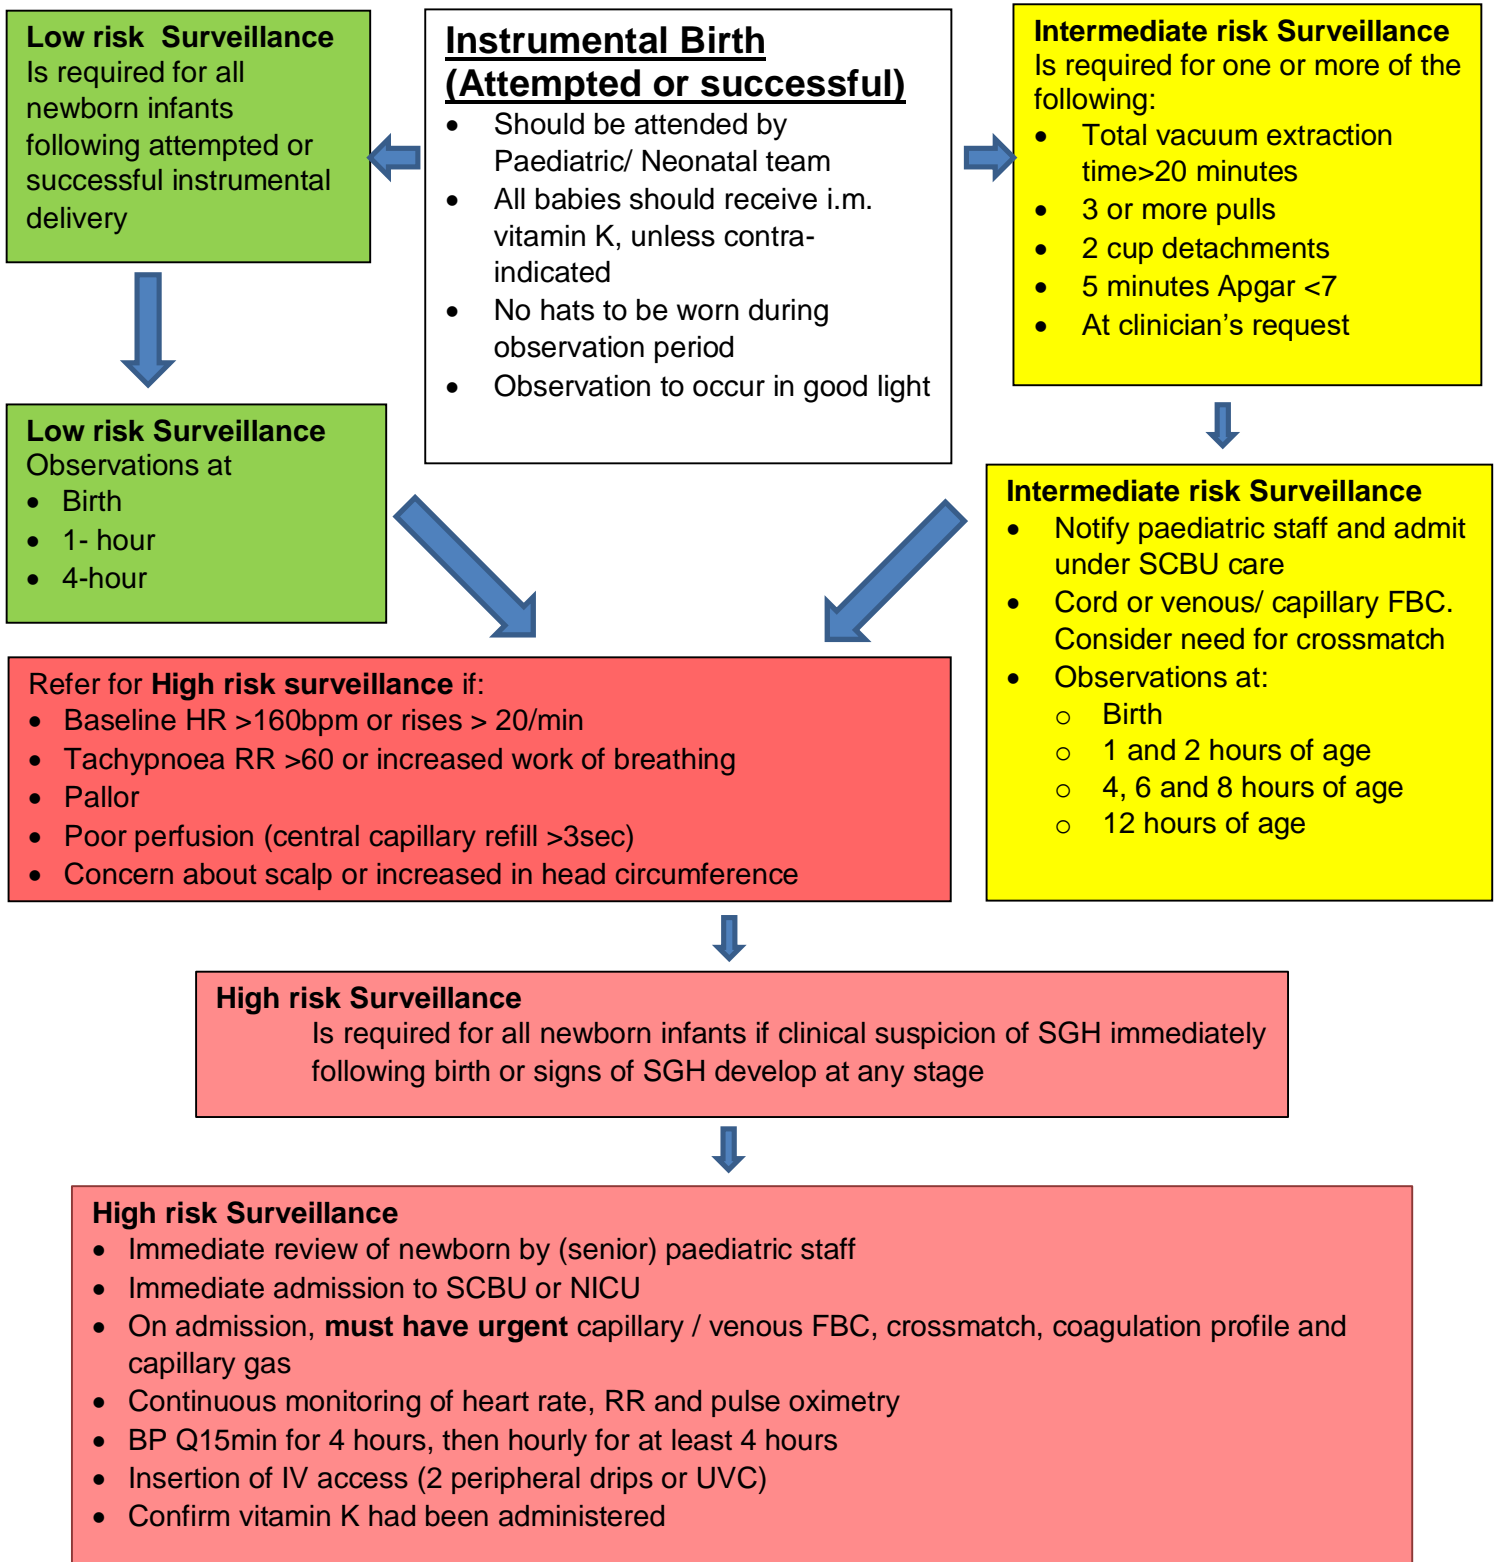 Low risk  Surveillance
Is required for all
newborn infants
following attempted or
successful instrumental
delivery
Instrumental Birth
(Attempted or successful)
• Should be attended by
Paediatric/ Neonatal team
• All babies should receive i.m.
vitamin K, unless contra-
indicated
• No hats to be worn during
observation period
• Observation to occur in good light
Intermediate risk Surveillance
Is required for one or more of the
following:
• Total vacuum extraction
time>20 minutes
• 3 or more pulls
• 2 cup detachments
• 5 minutes Apgar <7
• At clinician’s request
Low risk Surveillance
Observations at
• Birth
• 1- hour
• 4-hour
Intermediate risk Surveillance
• Notify paediatric staff and admit
under SCBU care
• Cord or venous/ capillary FBC.
Consider need for crossmatch
• Observations at:
o Birth
o 1 and 2 hours of age
o 4, 6 and 8 hours of age
o 12 hours of age
Refer for High risk surveillance if:
• Baseline HR >160bpm or rises > 20/min
• Tachypnoea RR >60 or increased work of breathing
• Pallor
• Poor perfusion (central capillary refill >3sec)
• Concern about scalp or increased in head circumference
High risk Surveillance
Is required for all newborn infants if clinical suspicion of SGH immediately
following birth or signs of SGH develop at any stage
High risk Surveillance
• Immediate review of newborn by (senior) paediatric staff
• Immediate admission to SCBU or NICU
• On admission, must have urgent capillary / venous FBC, crossmatch, coagulation profile and
capillary gas
• Continuous monitoring of heart rate, RR and pulse oximetry
• BP Q15min for 4 hours, then hourly for at least 4 hours
• Insertion of IV access (2 peripheral drips or UVC)
• Confirm vitamin K had been administered